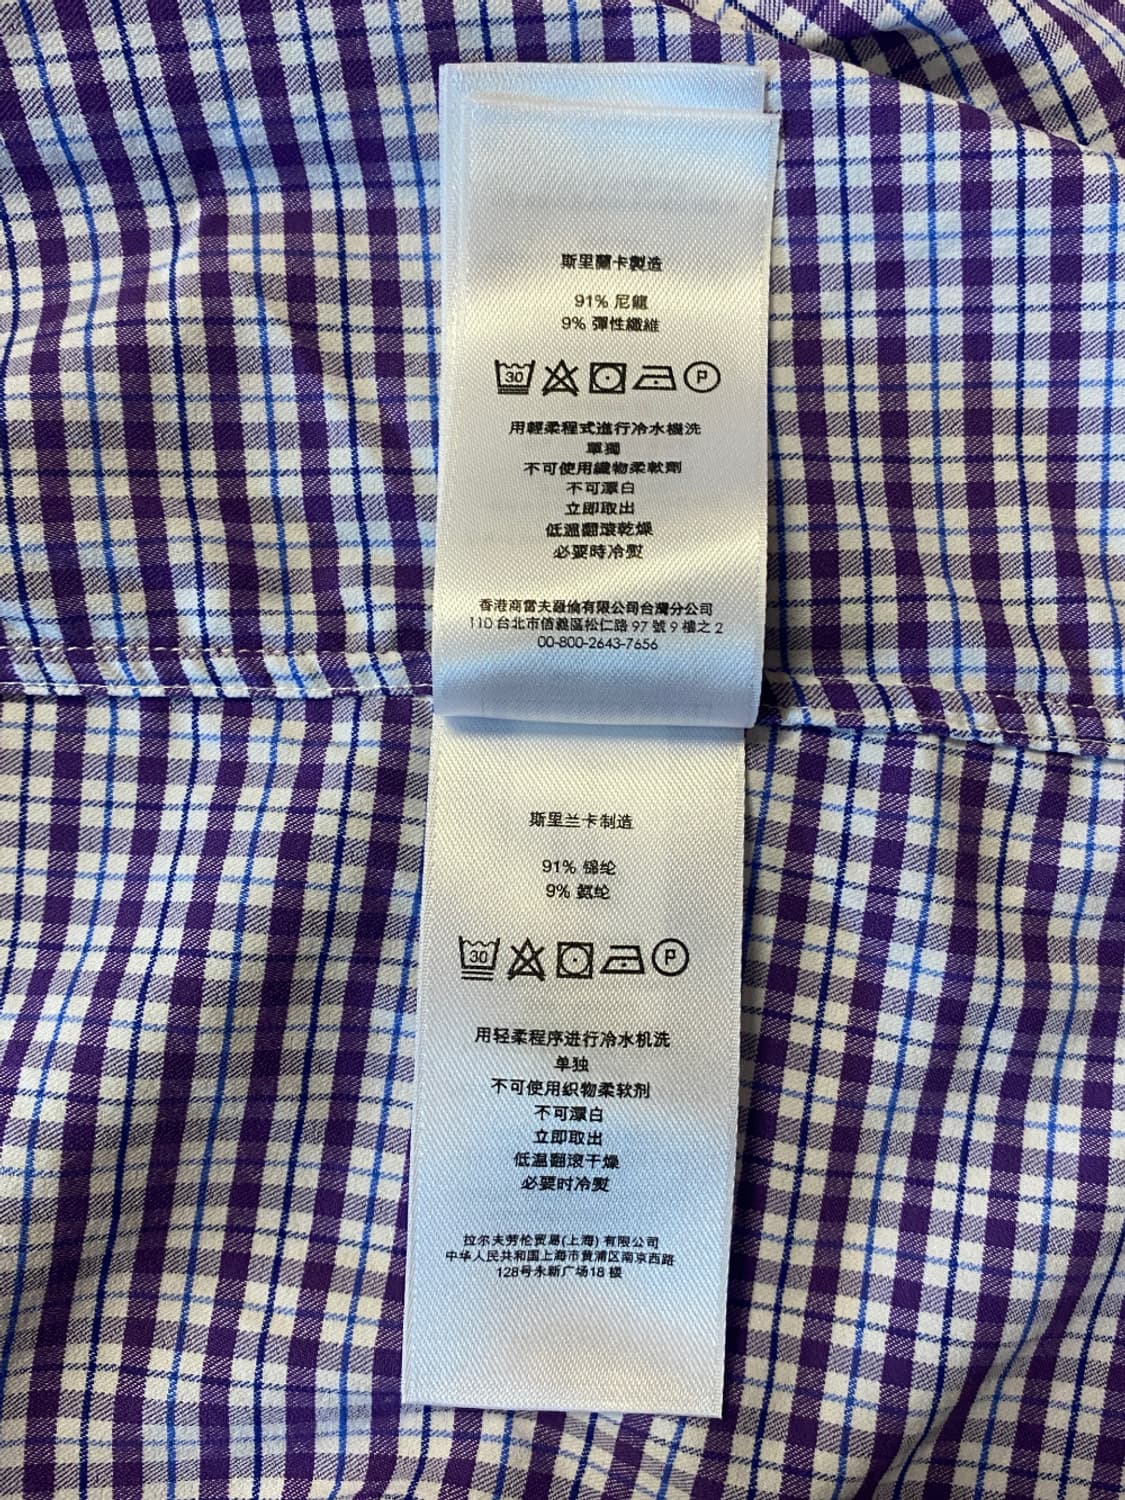 斯里蘭卡製造
91% 尼龍
9% 彈性纖維
30 P
用輕柔程式進行冷水機洗
單獨
不可使用織物柔軟劑
不可漂白
立即取出
低溫翻滾乾燥
必要時冷熨
香港商雷夫羅倫有限公司台灣分公司
110 台北市信義區松仁路 97 號 9 樓之 2
00-800-2643-7656
斯里兰卡制造
91% 锦纶
9% 氨纶
30 P
用轻柔程序进行冷水机洗
单独
不可使用织物柔软剂
不可漂白
立即取出
低温翻滚干燥
必要时冷熨
拉尔夫劳伦贸易(上海) 有限公司
中华人民共和国上海市黄浦区南京西路
128号永新广场18 楼